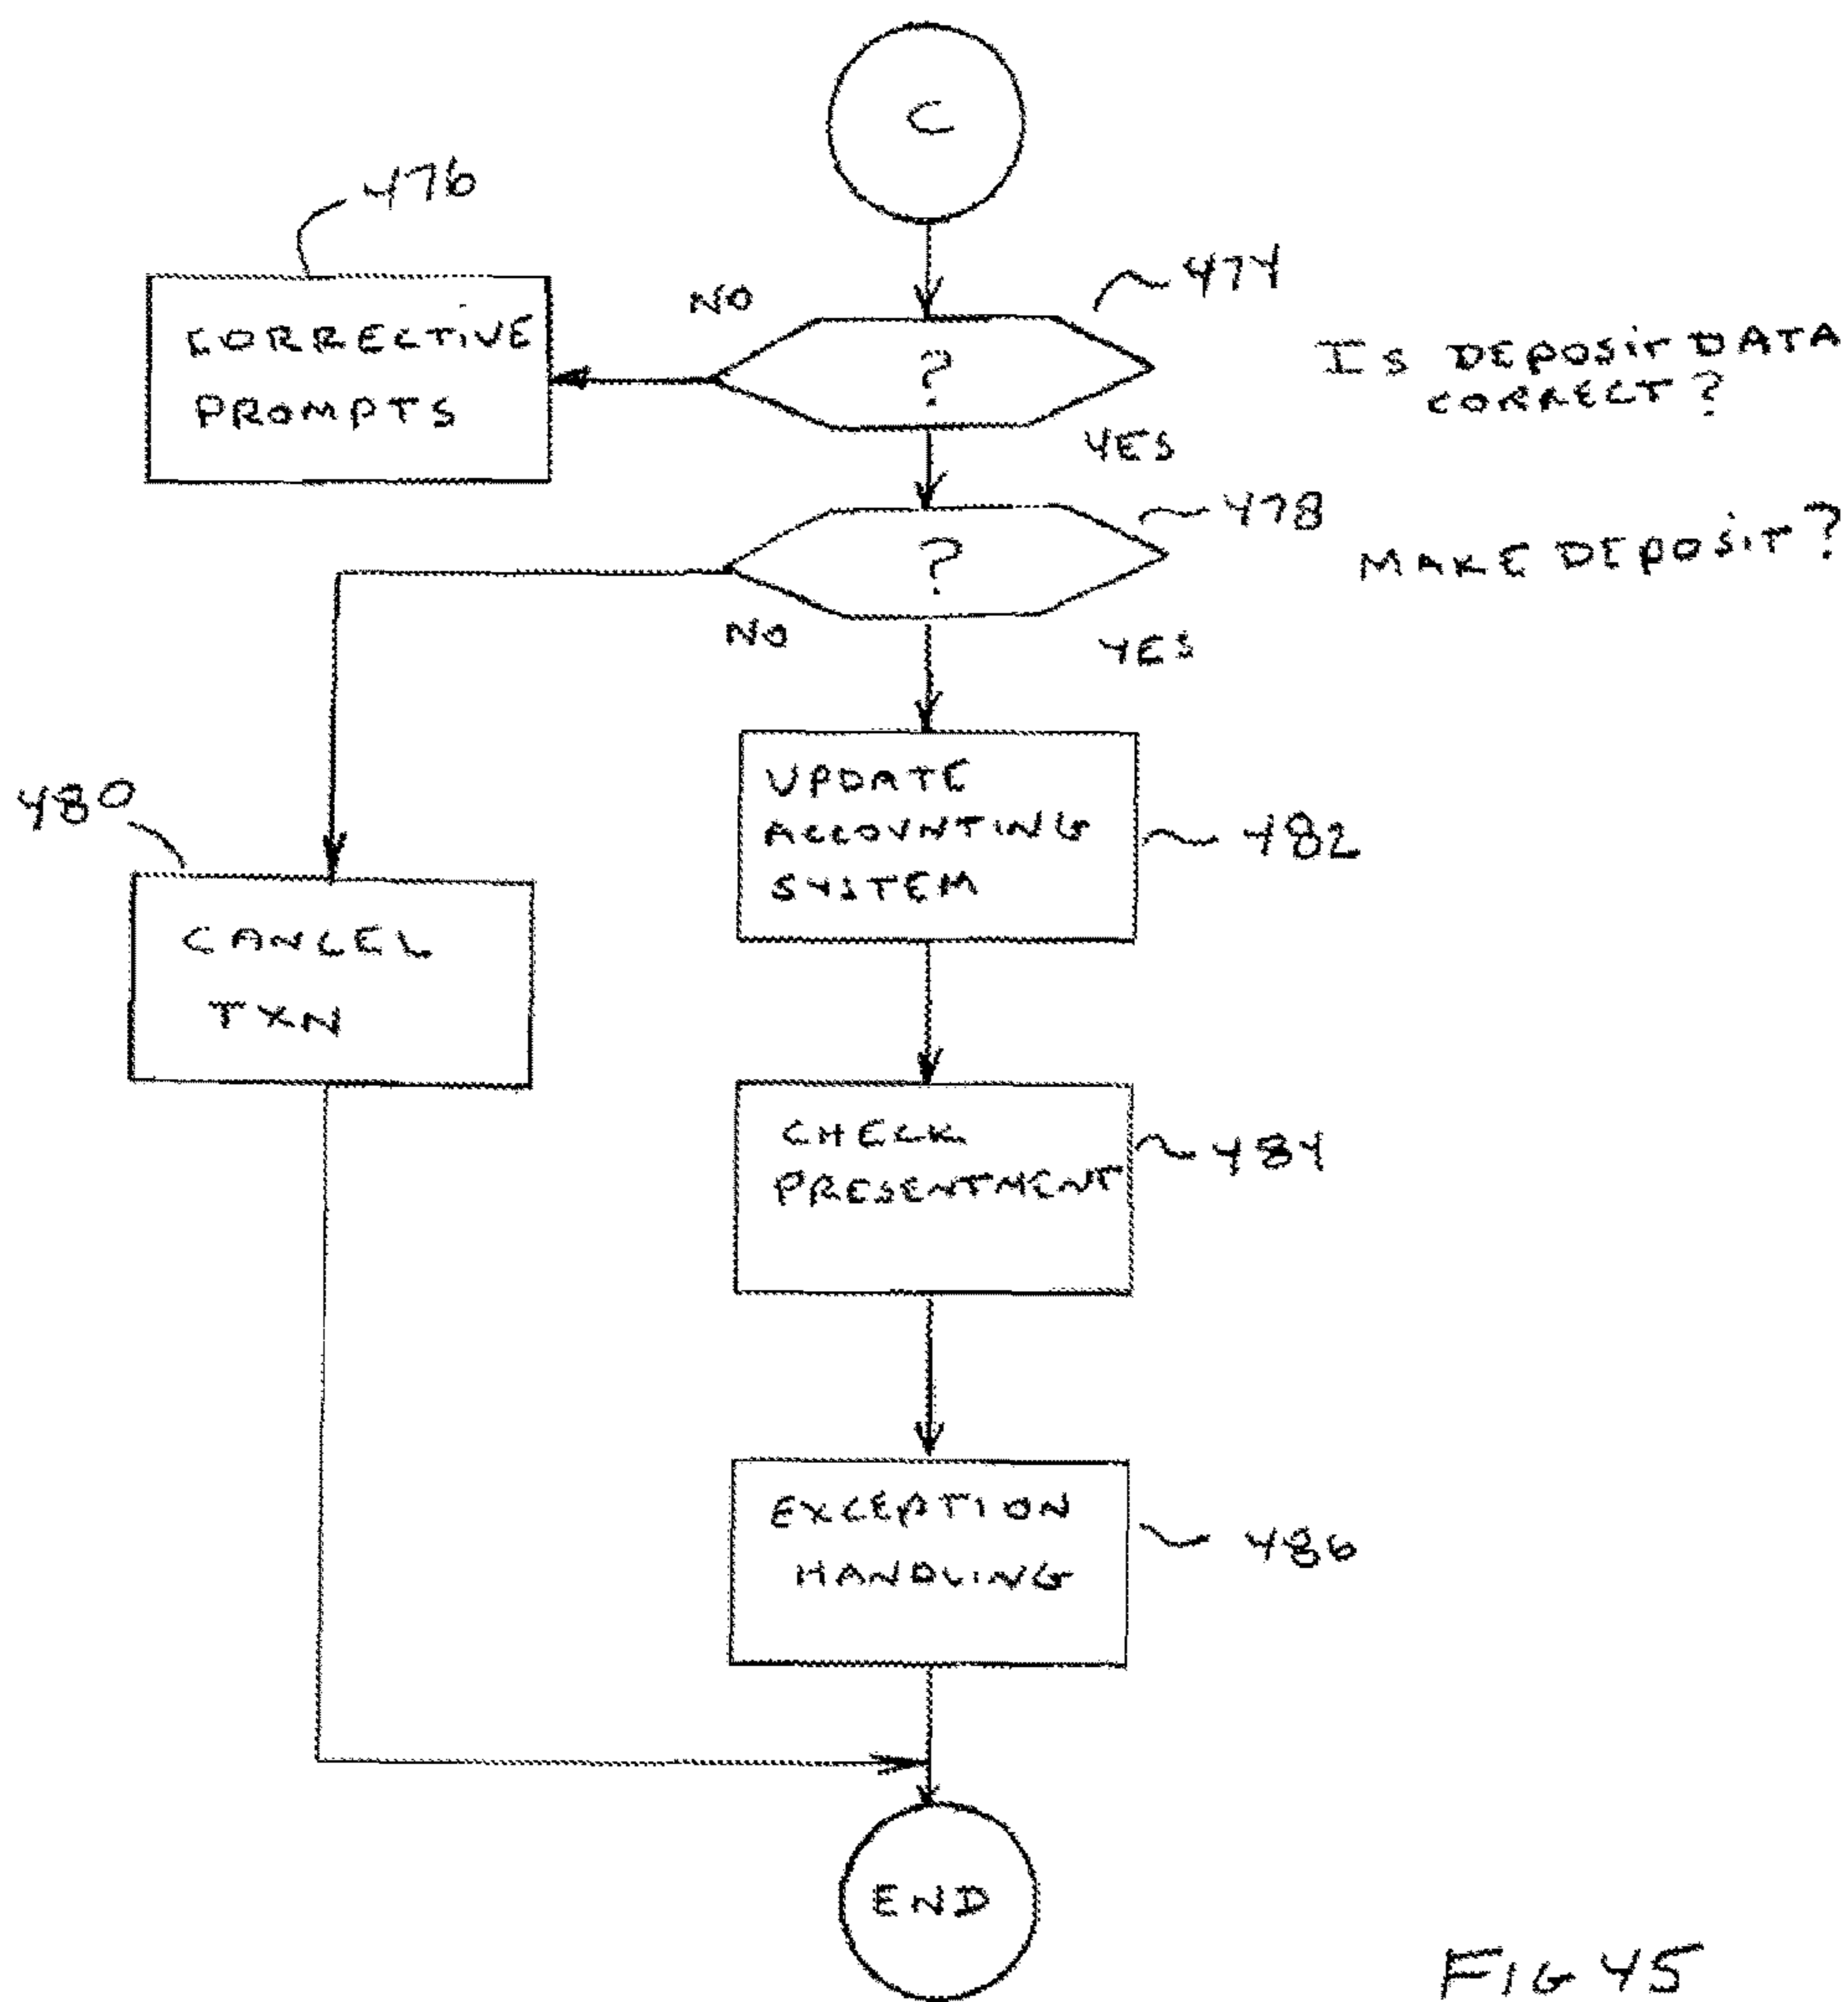 C
476
474
NO
CORRECTIVE
PROMPTS
?
IS DEPOSIT DATA
CORRECT?
YES
478
?
MAKE DEPOSIT?
NO
YES
480
UPDATE
ACCOUNTING
SYSTEM
482
CANCEL
TXN
CHECK
PRESENTMENT
484
EXCEPTION
HANDLING
486
END
FIG 45